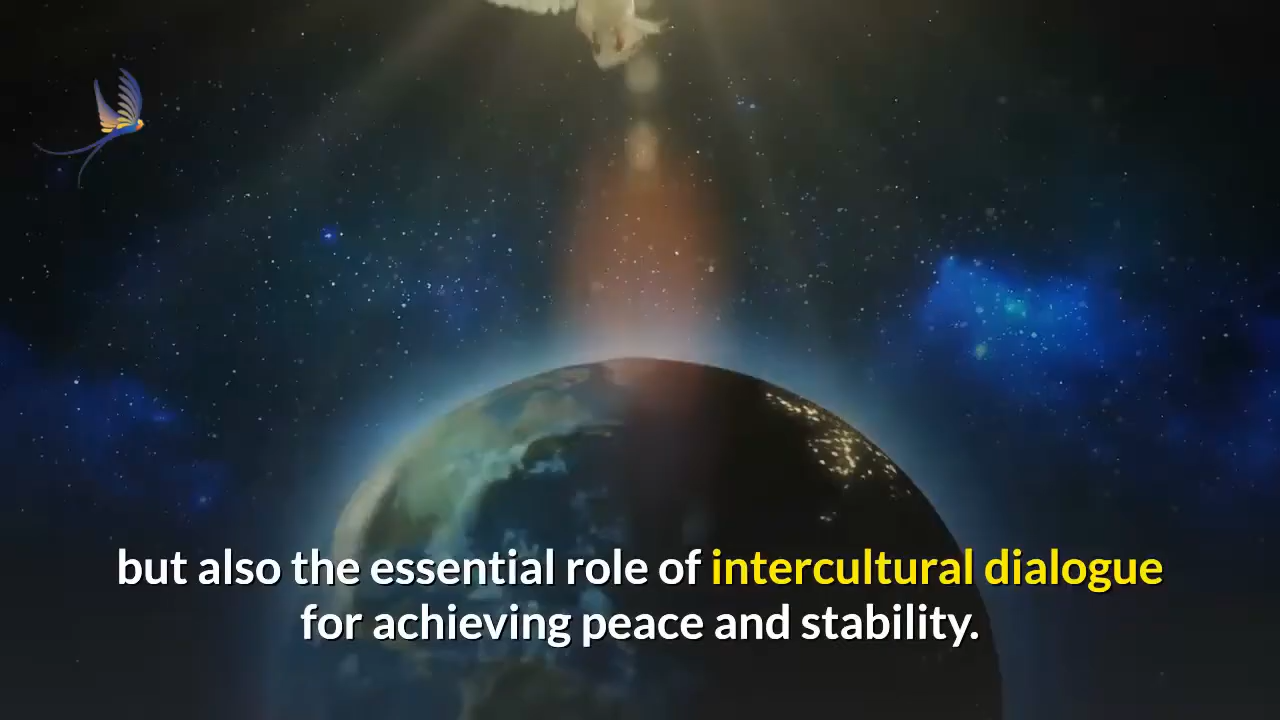 but also the essential role of intercultural dialogue
for achieving peace and stability.